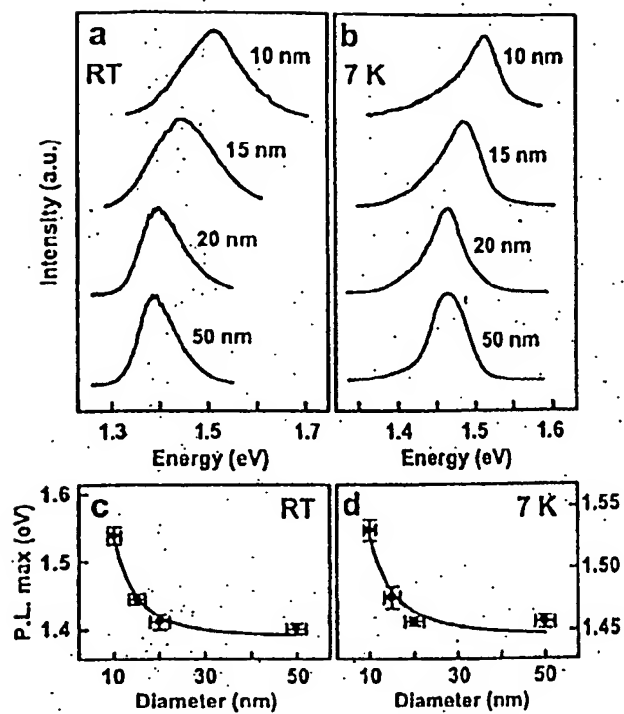 a
RT
10 nm
15 nm
20 nm
50 nm
Intensity (a.u.)
1.3 1.5 1.7
Energy (eV)
b
7 K
10 nm
15 nm
20 nm
50 nm
1.4 1.5 1.6
Energy (eV)
c RT
P.L. max (oV)
1.6
1.5
1.4
10 30 50
Diameter (nm)
d 7 K
1.55
1.50
1.45
10 30 50
Diameter (nm)